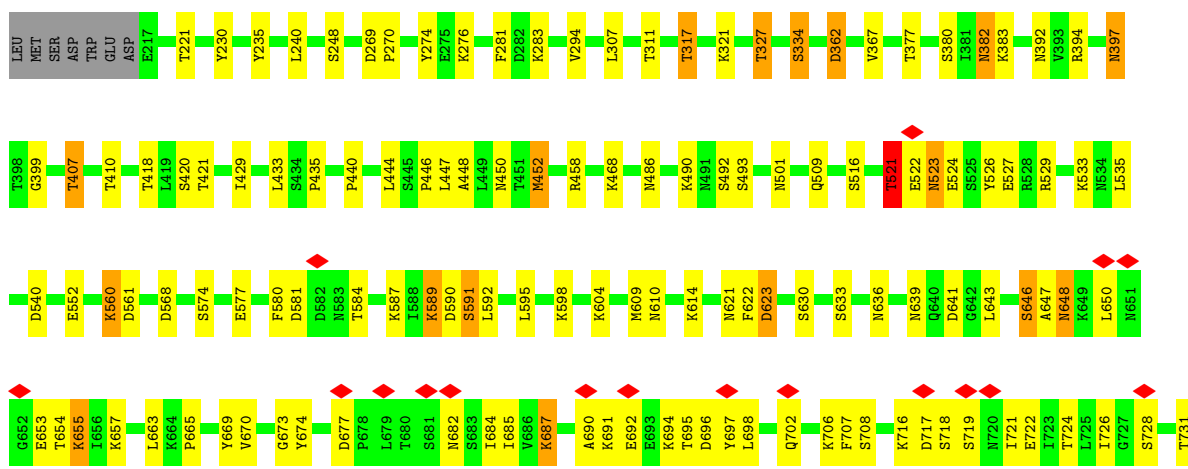 LEU MET SER ASP TRP GLU ASP E217 T221 Y230 Y235 L240 S248 D269 P270 Y274 E275 K276 F281 D282 K283 V294 L307 T311 T317 K321 T327 S334 D362 V367 T377 S380 I381 N382 K383 N392 V393 R394 N397
T398 G399 T407 T410 T418 L419 S420 T421 I429 L433 S434 P435 P440 L444 S445 P446 L447 A448 L449 N450 T451 M452 R458 K468 N486 K490 N491 S492 S493 N501 Q509 S516 T521 E522 N523 E524 S525 Y526 E527 R528 R529 K533 N534 L535
D540 E552 K560 D561 D568 S574 E577 F580 D581 D582 N583 T584 K587 I588 K589 D590 S591 L592 L595 K598 K604 M609 N610 K614 N621 F622 D623 S630 S633 N636 N639 Q640 D641 G642 L643 S646 A647 N648 K649 L650 N651
G652 E653 T654 K655 I656 K657 L663 K664 P665 Y669 V670 G673 Y674 D677 P678 L679 T680 S681 N682 S683 I684 I685 V686 K687 A690 K691 E692 E693 K694 T695 D696 Y697 L698 Q702 K706 F707 S708 K716 D717 S718 S719 N720 I721 E722 I723 T724 L725 I726 G727 S728 T731